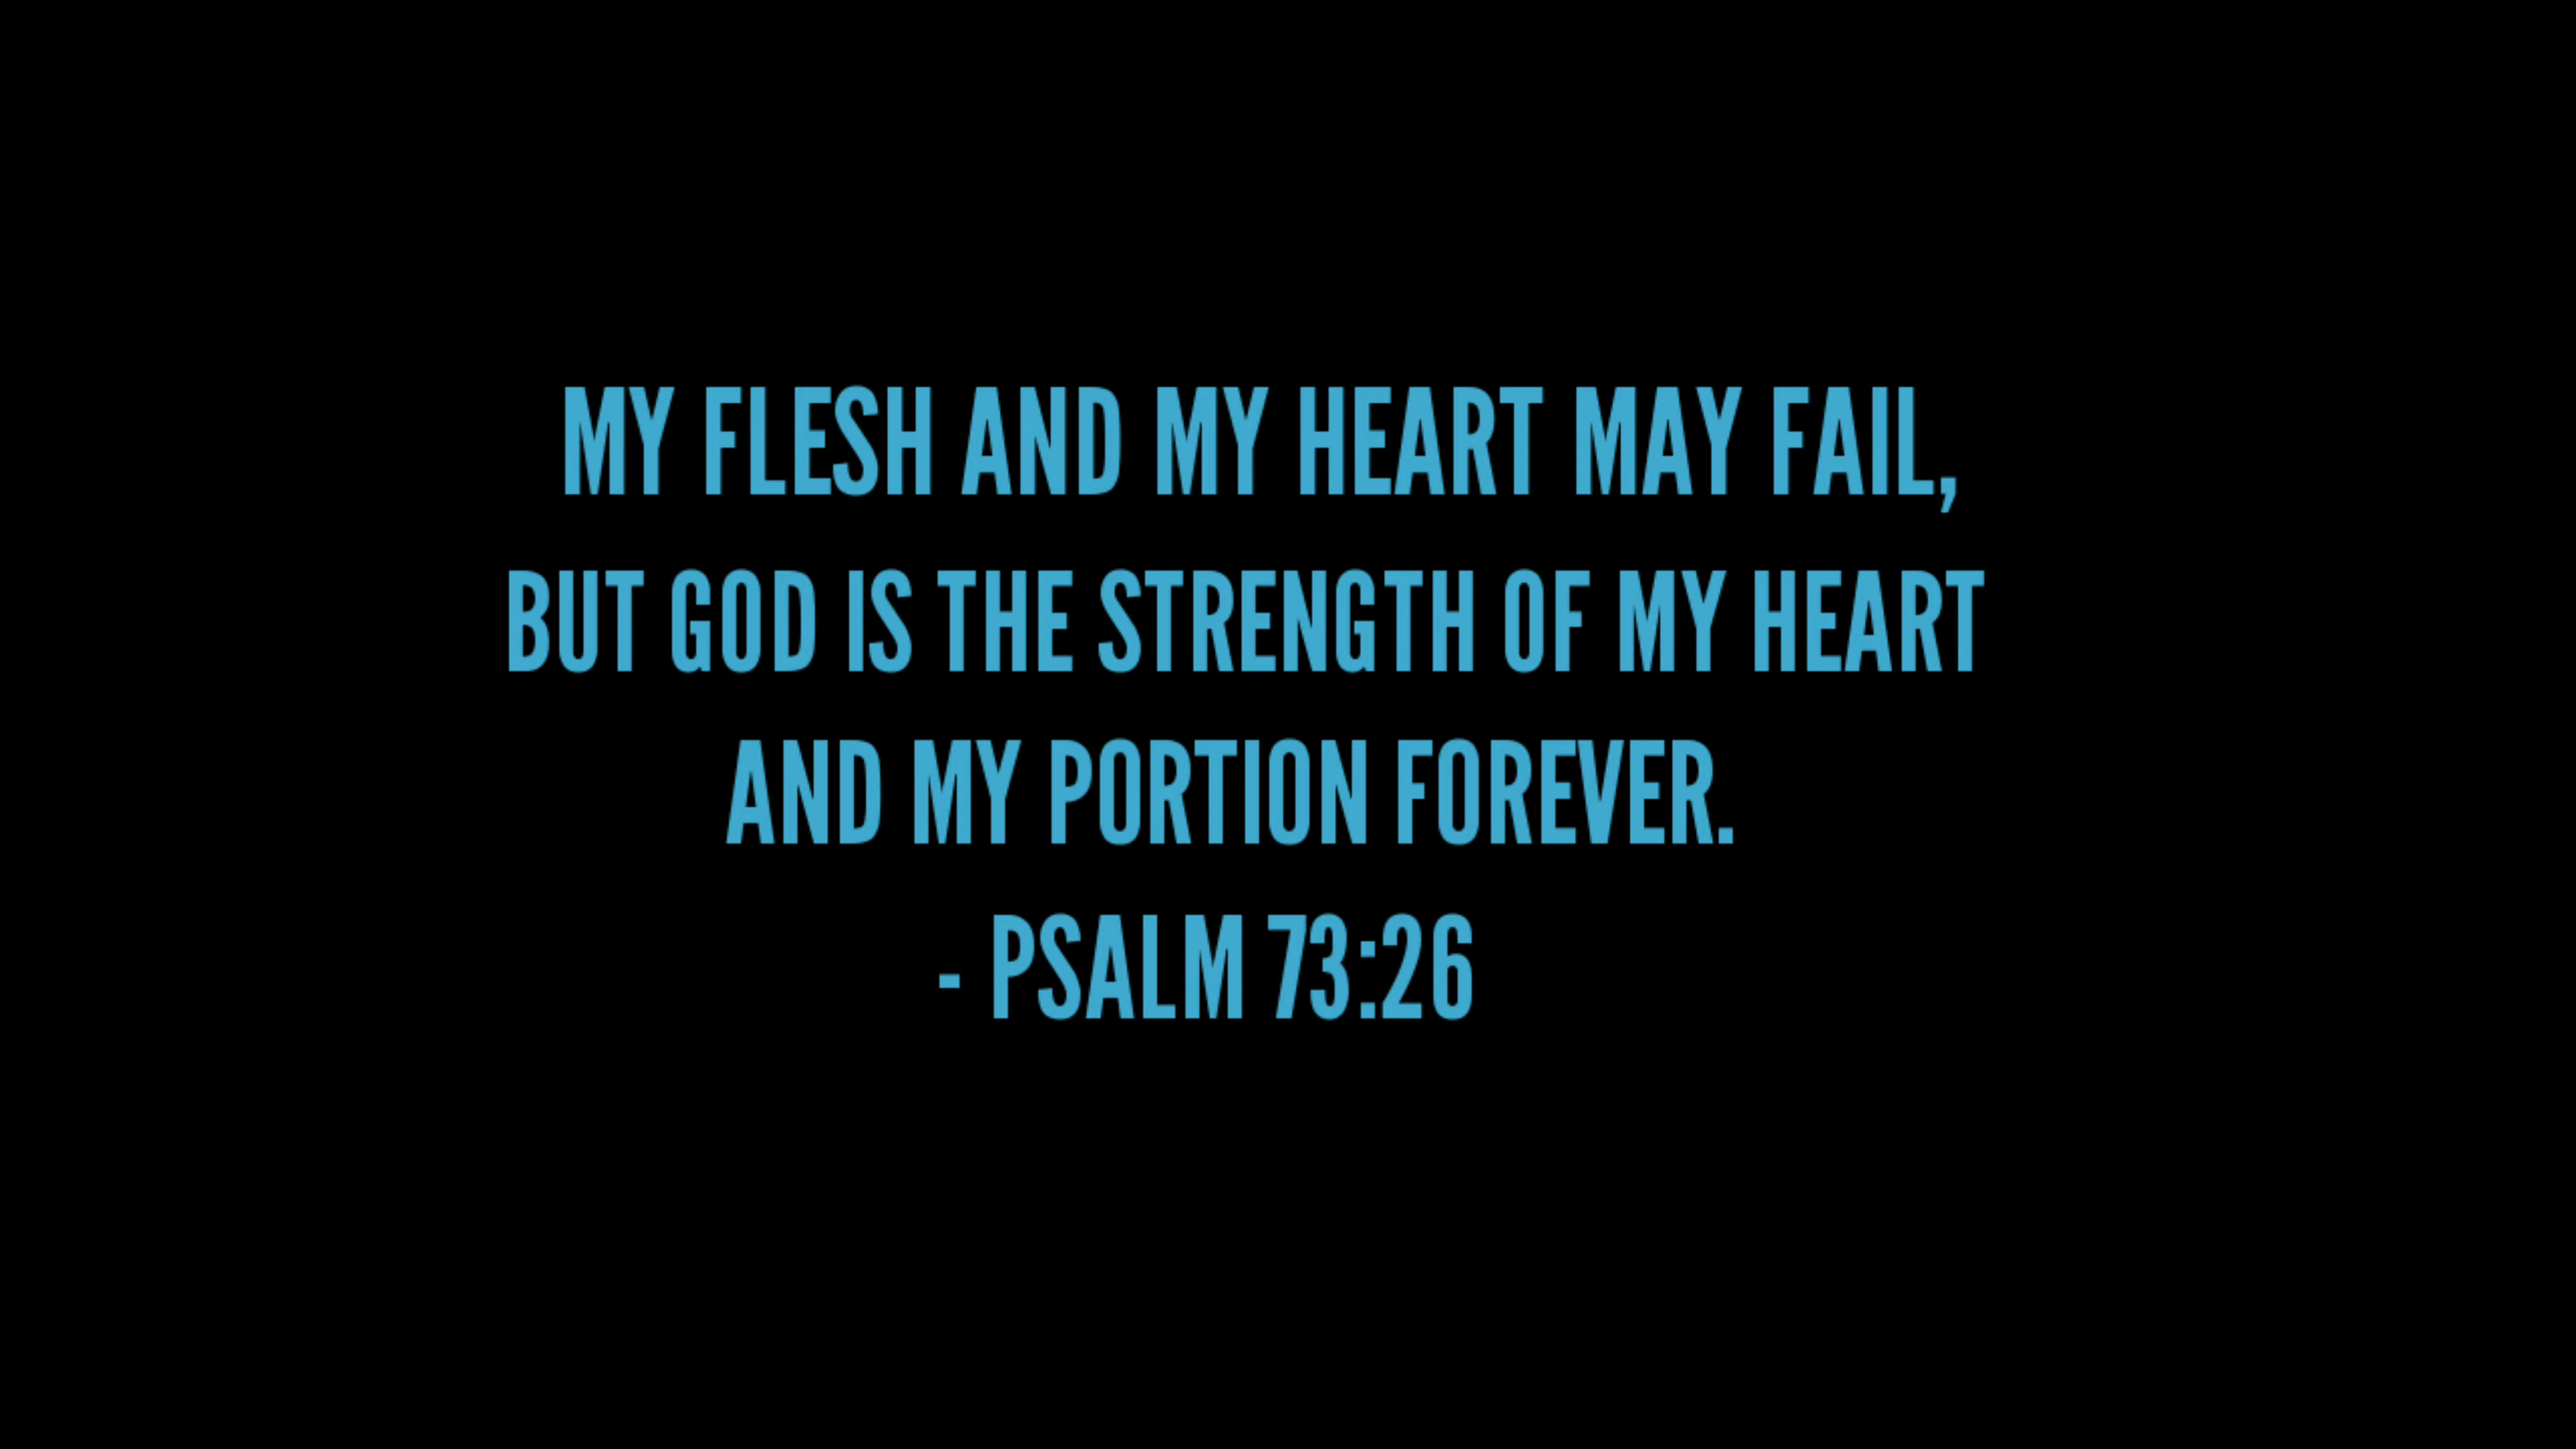 MY FLESH AND MY HEART MAY FAIL,
BUT GOD IS THE STRENGTH OF MY HEART
AND MY PORTION FOREVER.
- PSALM 73:26